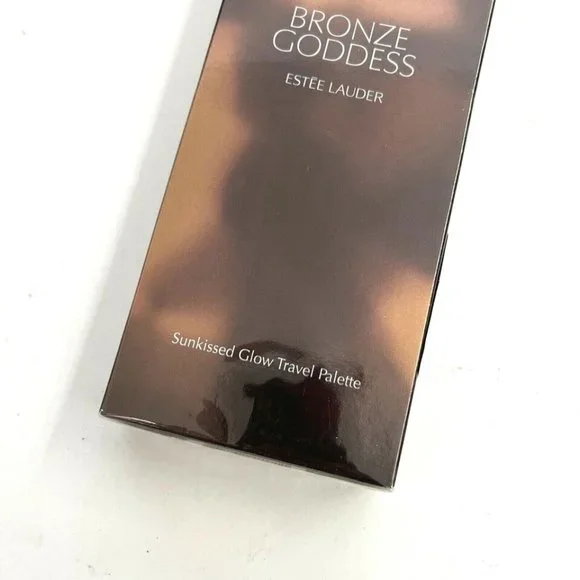 BRONZE
GODDESS
ESTĒE LAUDER
Sunkissed Glow Travel Palette